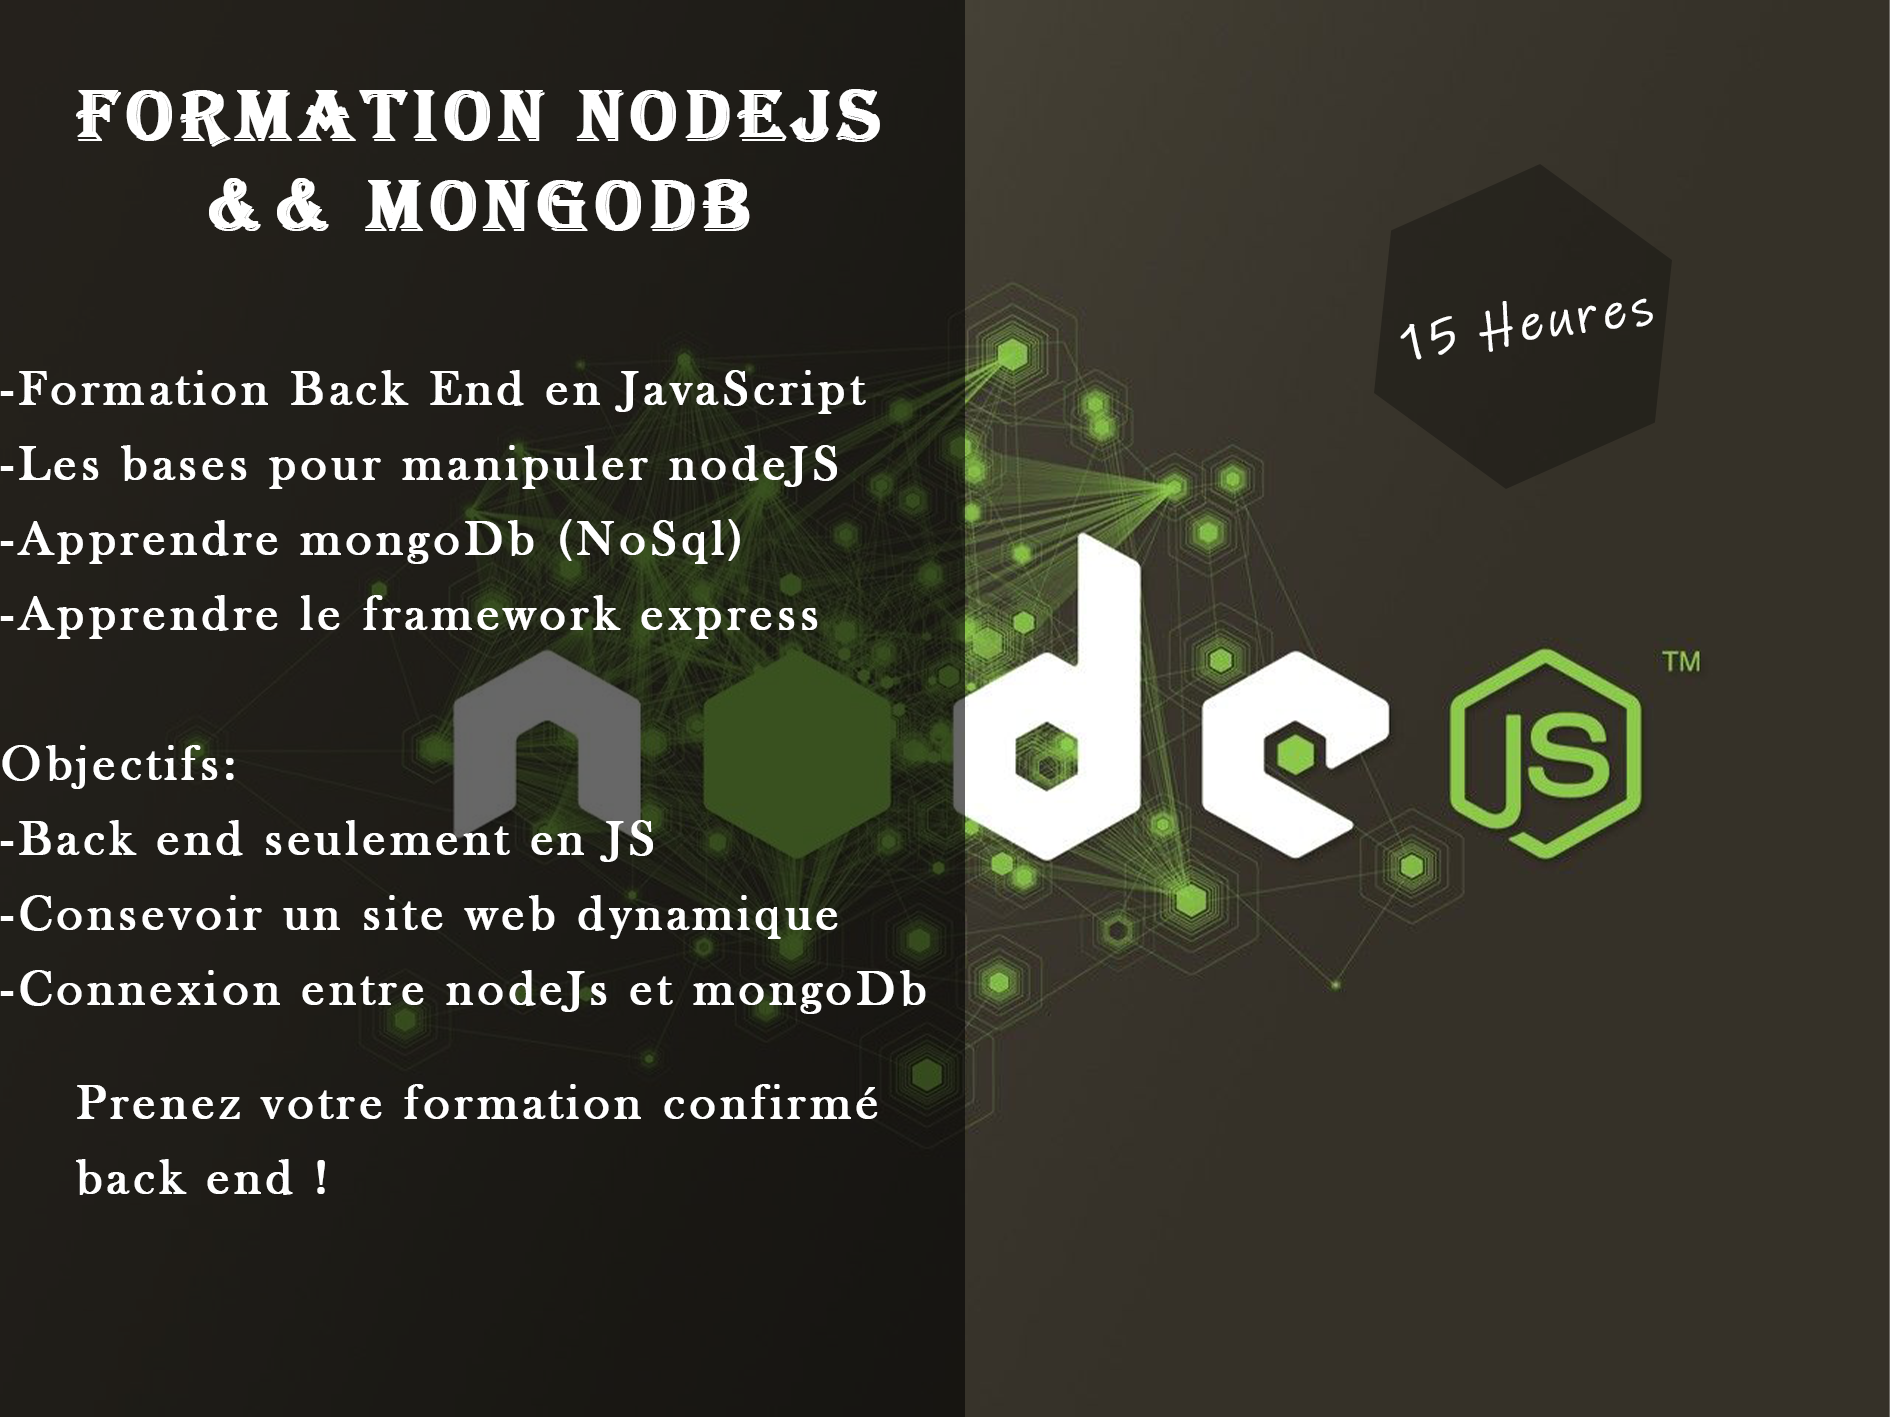 FORMATION NODEJS
&& MONGODB
15 Heures
-Formation Back End en JavaScript
-Les bases pour manipuler nodeJS
-Apprendre mongoDb (NoSql)
-Apprendre le framework express
node JS TM
Objectifs:
-Back end seulement en JS
-Consevoir un site web dynamique
-Connexion entre nodeJs et mongoDb
Prenez votre formation confirmé
back end !